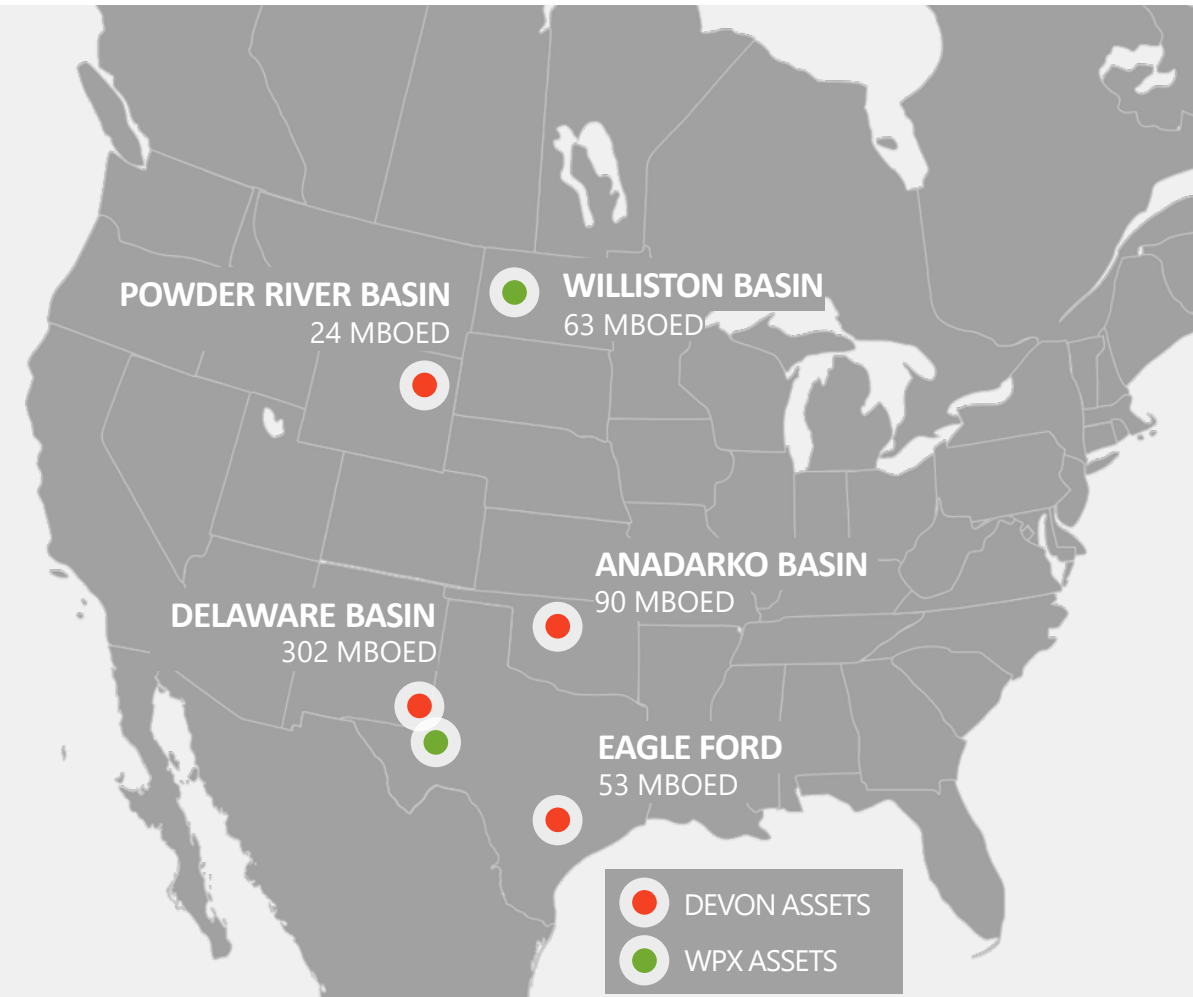 POWDER RIVER BASIN
24 MBOED
WILLISTON BASIN
63 MBOED
ANADARKO BASIN
90 MBOED
DELAWARE BASIN
302 MBOED
EAGLE FORD
53 MBOED
DEVON ASSETS
WPX ASSETS